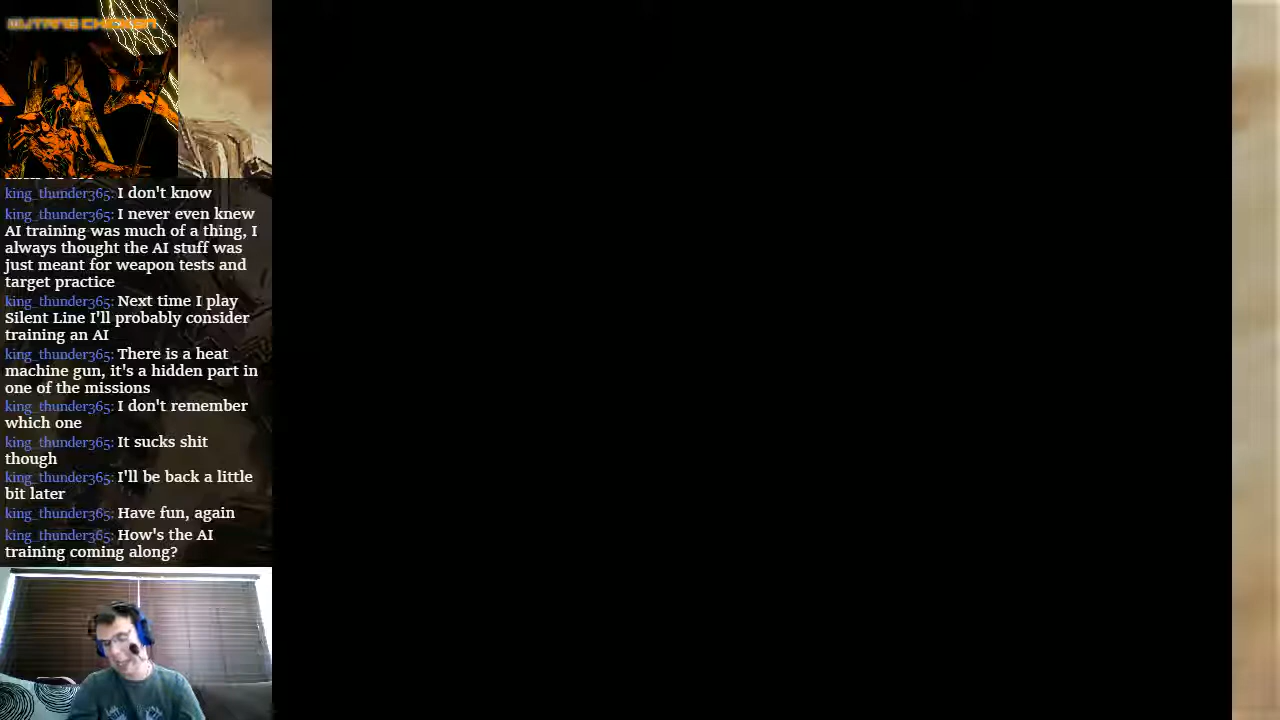 WUTANG CHICKEN
king_thunder365: I don't know
king_thunder365: I never even knew
AI training was much of a thing, I
always thought the AI stuff was
just meant for weapon tests and
target practice
king_thunder365: Next time I play
Silent Line I'll probably consider
training an AI
king_thunder365: There is a heat
machine gun, it's a hidden part in
one of the missions
king_thunder365: I don't remember
which one
king_thunder365: It sucks shit
though
king_thunder365: I'll be back a little
bit later
king_thunder365: Have fun, again
king_thunder365: How's the AI
training coming along?